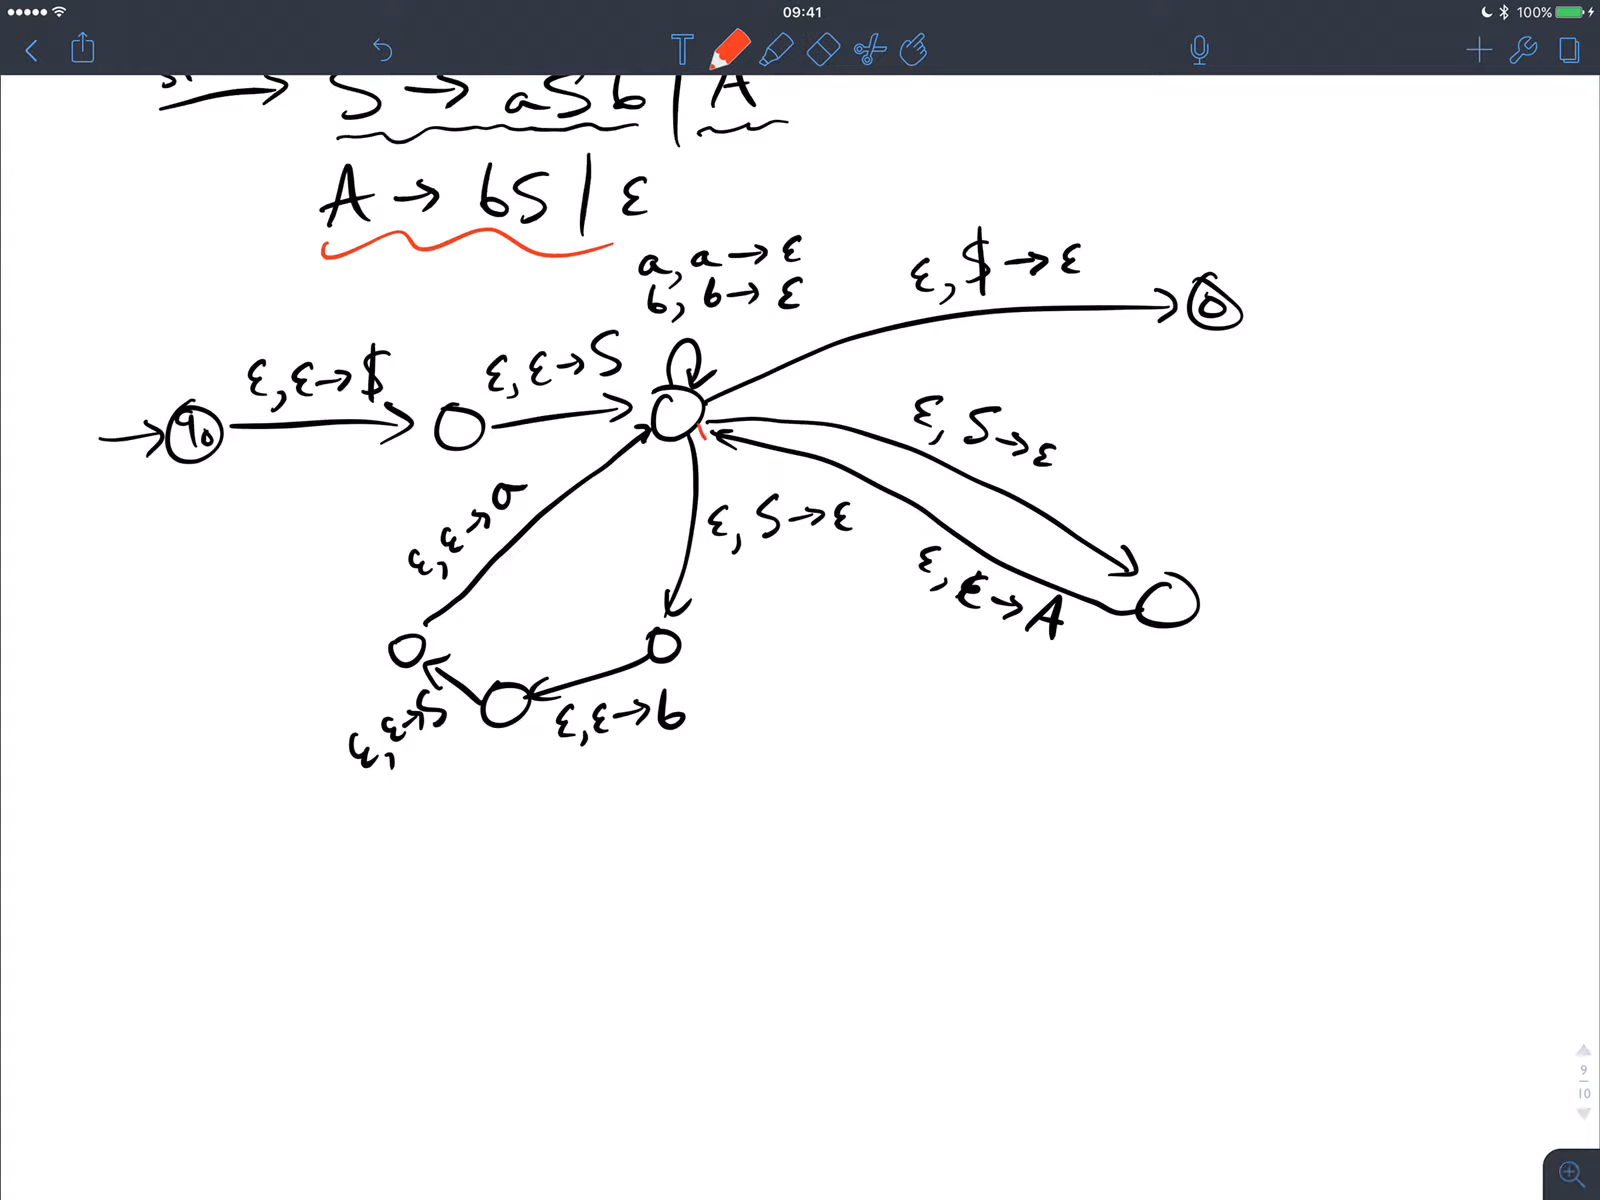 09:41
100%
T
S → aSb | A
A → bS | ε
a, a → ε
b, b → ε
ε, $ → ε
ε, ε → $
ε, ε → S
q0
ε, S → ε
ε, ε → a
ε, S → ε
ε, ε → A
ε, ε → S
ε, ε → b
9
10